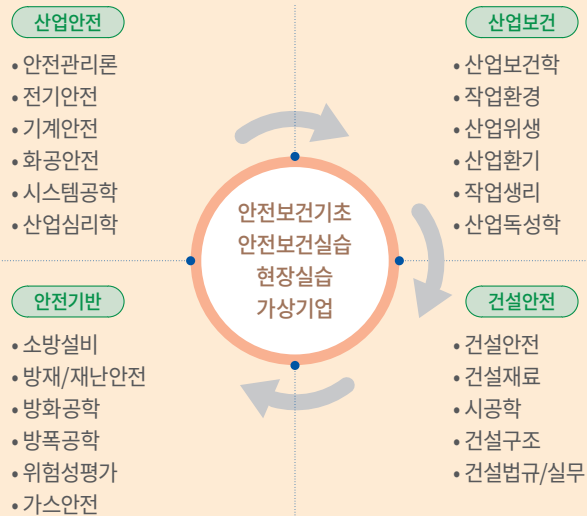 산업안전
• 안전관리론
• 전기안전
• 기계안전
• 화공안전
• 시스템공학
• 산업심리학
산업보건
• 산업보건학
• 작업환경
• 산업위생
• 산업환기
• 작업생리
• 산업독성학
안전보건기초
안전보건실습
현장실습
가상기업
안전기반
• 소방설비
• 방재/재난안전
• 방화공학
• 방폭공학
• 위험성평가
• 가스안전
건설안전
• 건설안전
• 건설재료
• 시공학
• 건설구조
• 건설법규/실무